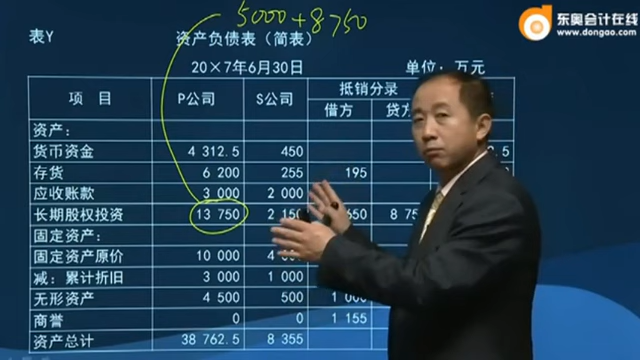 5000+8750
东奥会计在线
www.dongao.com
表Y
资产负债表（简表）
20×7年6月30日
单位：万元
项 目 P公司 S公司 抵销分录
借方 贷方
资产：
货币资金 4 312.5 450
存货 6 200 255 195
应收账款 3 000 2 000
长期股权投资 13 750
固定资产：
固定资产原价 10 000
减：累计折旧 3 000 1 000
无形资产 4 500 500 1 000
商誉 0 0 1 155
资产总计 38 762.5 8 355